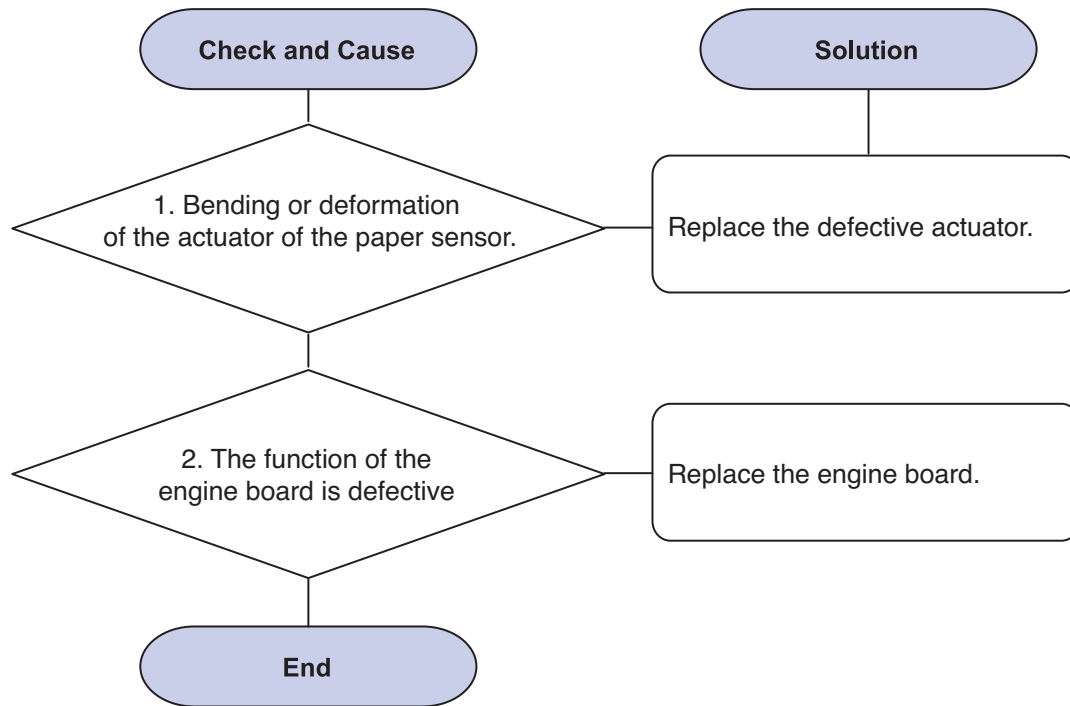 Check and Cause
Solution
1. Bending or deformation
of the actuator of the paper sensor.
Replace the defective actuator.
2. The function of the
engine board is defective
Replace the engine board.
End